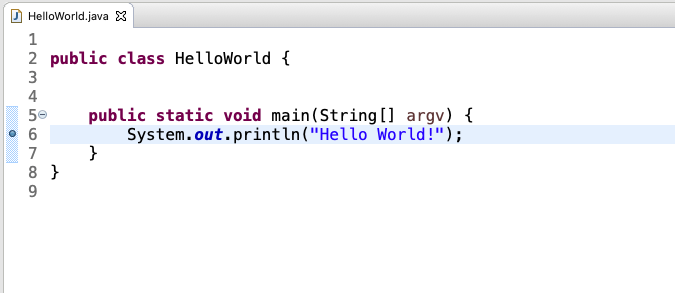 HelloWorld.java
1
2 public class HelloWorld {
3
4
5 public static void main(String[] argv) {
6 System.out.println("Hello World!");
7 }
8 }
9